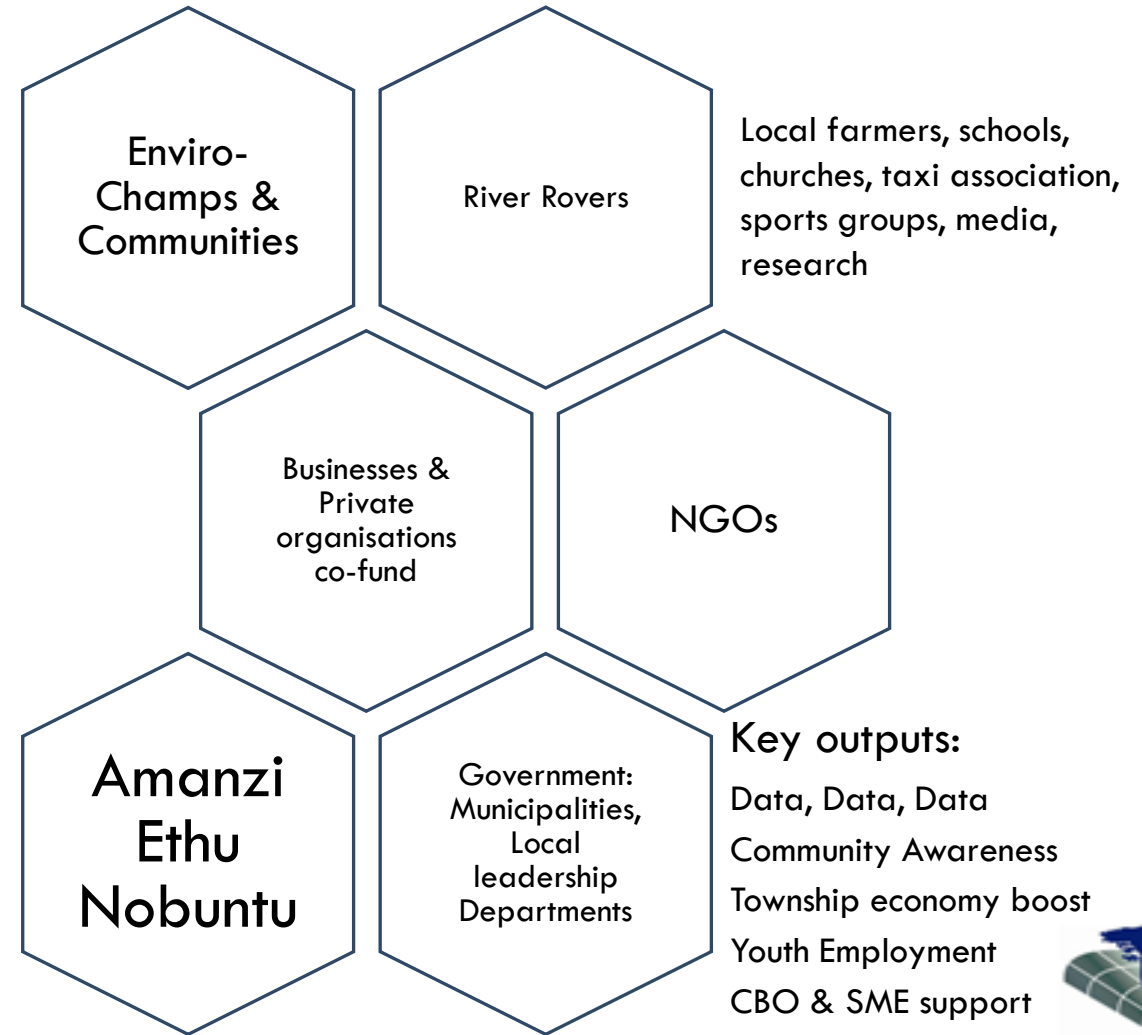 Enviro-
Champs &
Communities
River Rovers
Local farmers, schools,
churches, taxi association,
sports groups, media,
research
Businesses &
Private
organisations
co-fund
NGOs
Amanzi
Ethu
Nobuntu
Government:
Municipalities,
Local
leadership
Departments
Key outputs:
Data, Data, Data
Community Awareness
Township economy boost
Youth Employment
CBO & SME support